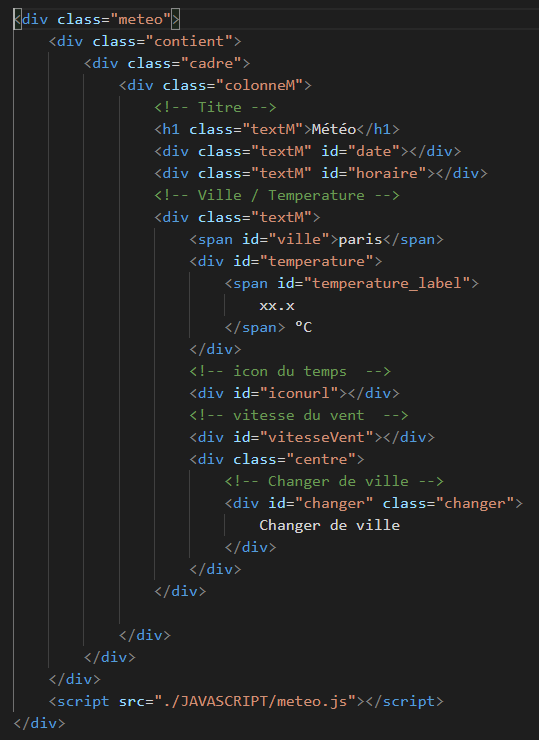 <div class="meteo">
<div class="contient">
<div class="cadre">
<div class="colonneM">
<!-- Titre -->
<h1 class="textM">Météo</h1>
<div class="textM" id="date"></div>
<div class="textM" id="horaire"></div>
<!-- Ville / Temperature -->
<div class="textM">
<span id="ville">paris</span>
<div id="temperature">
<span id="temperature_label">
xx.x
</span> °C
</div>
<!-- icon du temps  -->
<div id="iconurl"></div>
<!-- vitesse du vent  -->
<div id="vitesseVent"></div>
<div class="centre">
<!-- Changer de ville -->
<div id="changer" class="changer">
Changer de ville
</div>
</div>
</div>
</div>
</div>
</div>
<script src="./JAVASCRIPT/meteo.js"></script>
</div>